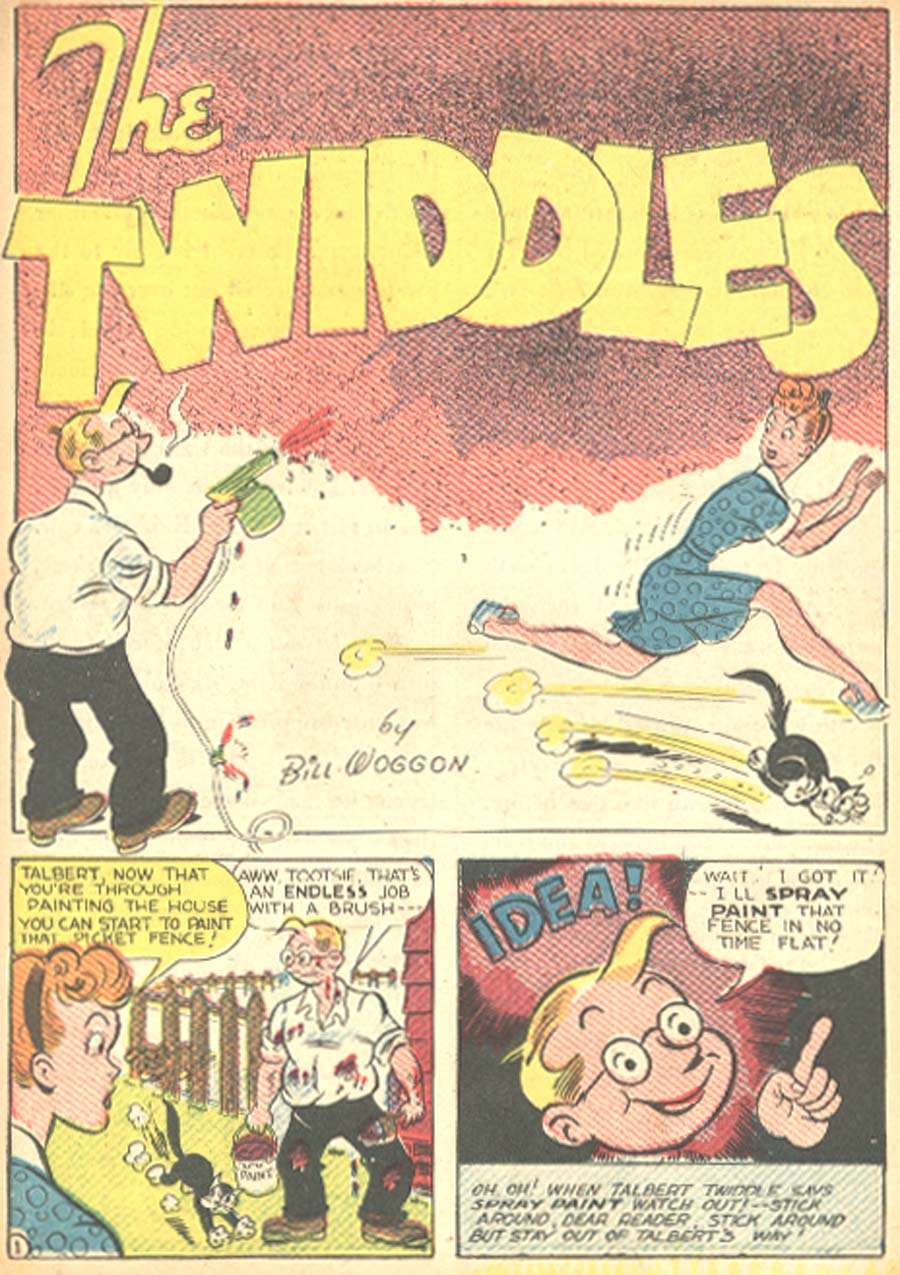 The
TWIDDLES
by
BILL WOGGON
TALBERT, NOW THAT
YOU'RE THROUGH
PAINTING THE HOUSE
YOU CAN START TO PAINT
THAT PICKET FENCE!
AWW, TOOTSIE, THAT'S
AN ENDLESS JOB
WITH A BRUSH---
PAINT
1
IDEA!
WAIT! I GOT IT!
-- I LL SPRAY
PAINT THAT
FENCE IN NO
TIME FLAT!
OH, OH! WHEN TALBERT TWIDDLE SAYS
SPRAY PAINT WATCH OUT!--STICK
AROUND, DEAR READER, STICK AROUND
BUT STAY OUT OF TALBERT'S WAY!